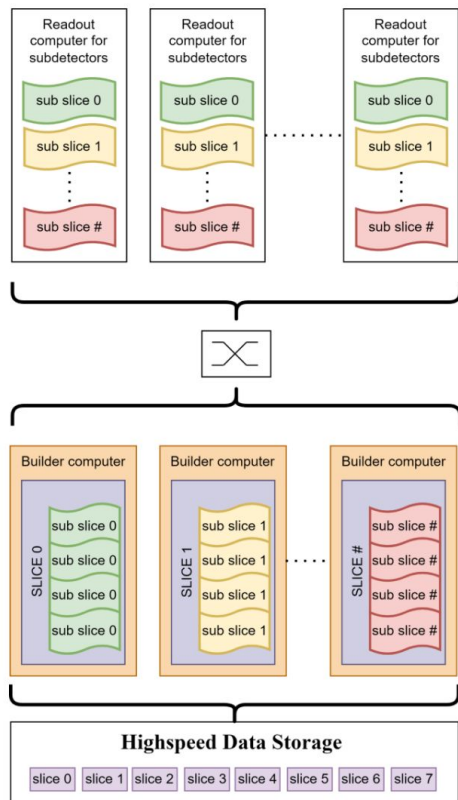 Readout
computer for
subdetectors
sub slice 0
sub slice 1
sub slice #
Readout
computer for
subdetectors
sub slice 0
sub slice 1
sub slice #
Readout
computer for
subdetectors
sub slice 0
sub slice 1
sub slice #
Builder computer
SLICE 0
sub slice 0
sub slice 0
sub slice 0
sub slice 0
Builder computer
SLICE 1
sub slice 1
sub slice 1
sub slice 1
sub slice 1
Builder computer
SLICE #
sub slice #
sub slice #
sub slice #
sub slice #
Highspeed Data Storage
slice 0 slice 1 slice 2 slice 3 slice 4 slice 5 slice 6 slice 7